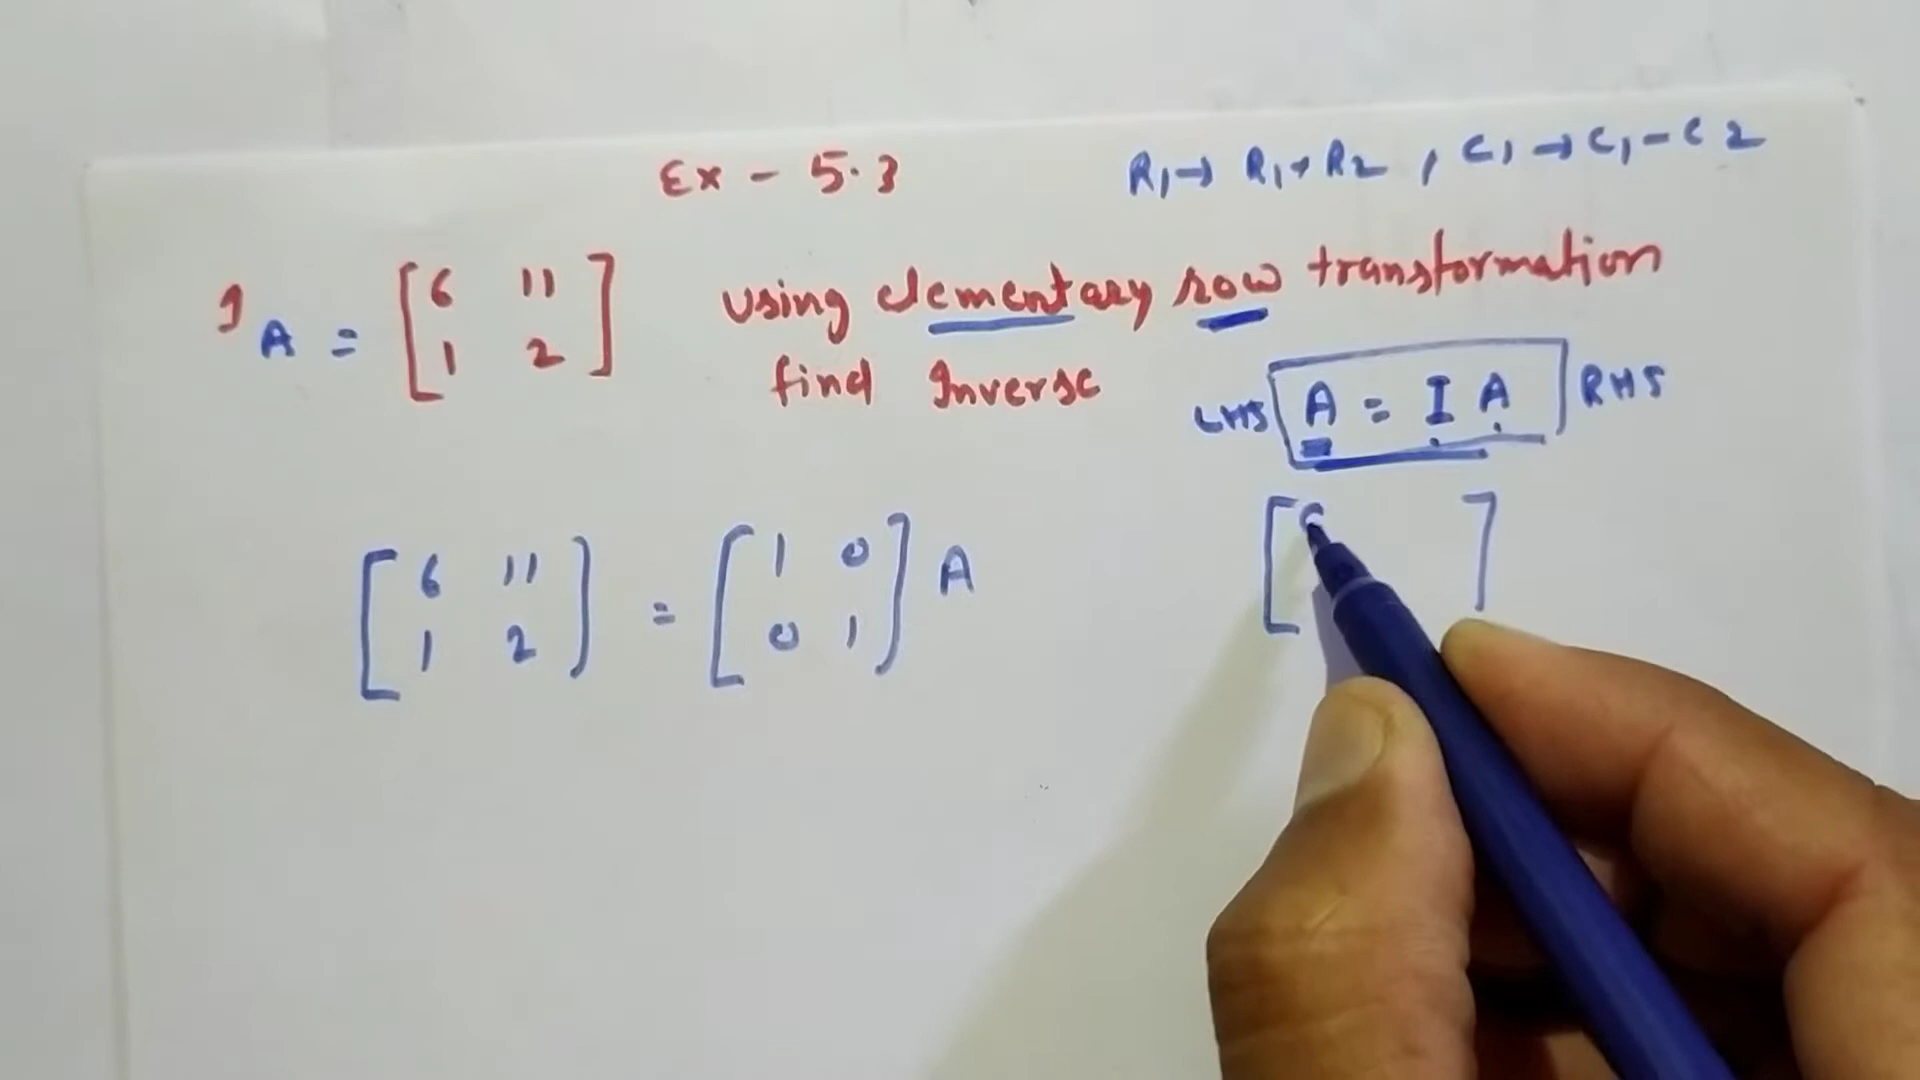 Ex - 5.3
R1→ R1+R2 , C1→C1-C2
A = [6 11
1 2]
using elementary row transformation
find Inverse
LHS A = I A RHS
[6 11
1 2] = [1 0
0 1] A
[ ]